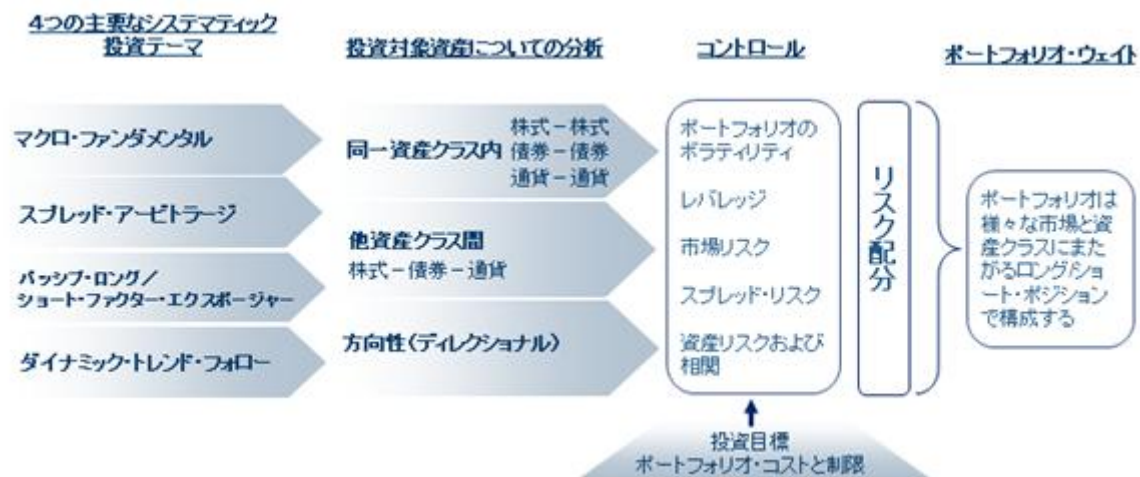 4つの主要なシステマティック
投資テーマ
投資対象資産についての分析
コントロール
ポートフォリオ・ウェイト
マクロ・ファンダメンタル
スプレッド・アービトラージ
パッシブ・ロング／
ショート・ファクター・エクスポージャー
ダイナミック・トレンド・フォロー
同一資産クラス内
株式－株式
債券－債券
通貨－通貨
他資産クラス間
株式－債券－通貨
方向性（ディレクショナル）
ポートフォリオの
ボラティリティ
レバレッジ
市場リスク
スプレッド・リスク
資産リスクおよび
相関
リスク配分
ポートフォリオは
様々な市場と資
産クラスにまた
がるロング/ショ
ート・ポジション
で構成する
投資目標
ポートフォリオ・コストと制限